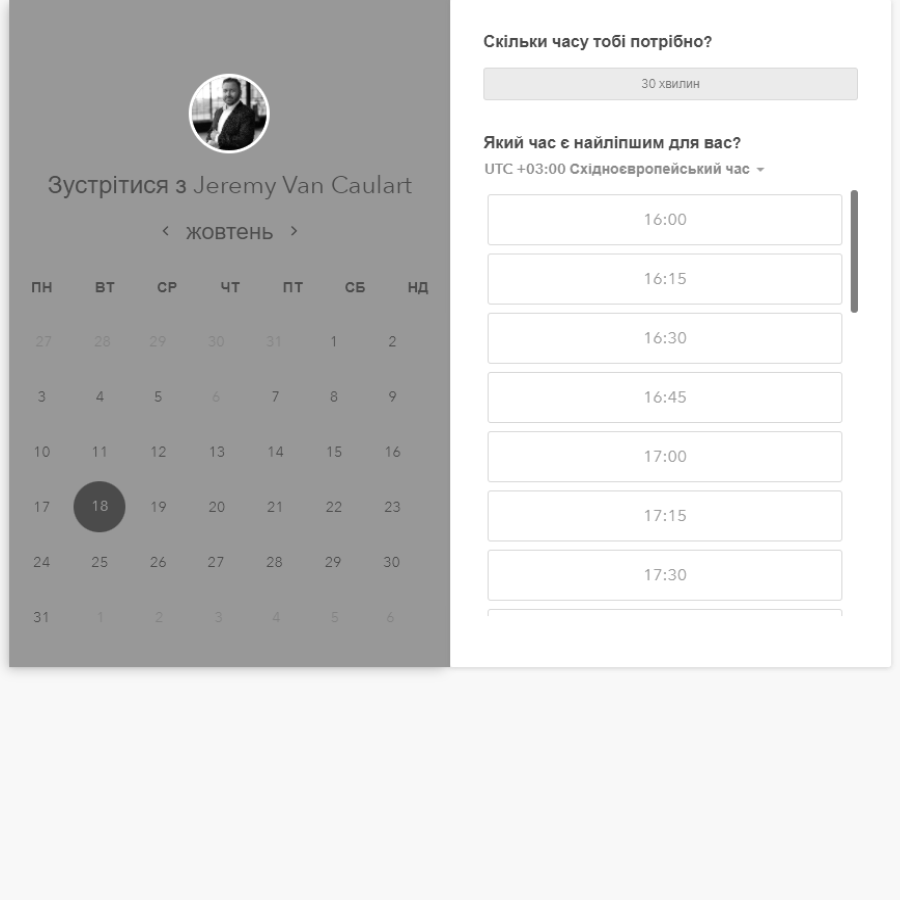 Зустрітися з Jeremy Van Caulart
жовтень
ПН ВТ СР ЧТ ПТ СБ НД
27 28 29 30 31 1 2
3 4 5 6 7 8 9
10 11 12 13 14 15 16
17 18 19 20 21 22 23
24 25 26 27 28 29 30
31 1 2 3 4 5 6
Скільки часу тобі потрібно?
30 хвилин
Який час є найліпшим для вас?
UTC +03:00 Східноєвропейський час
16:00
16:15
16:30
16:45
17:00
17:15
17:30